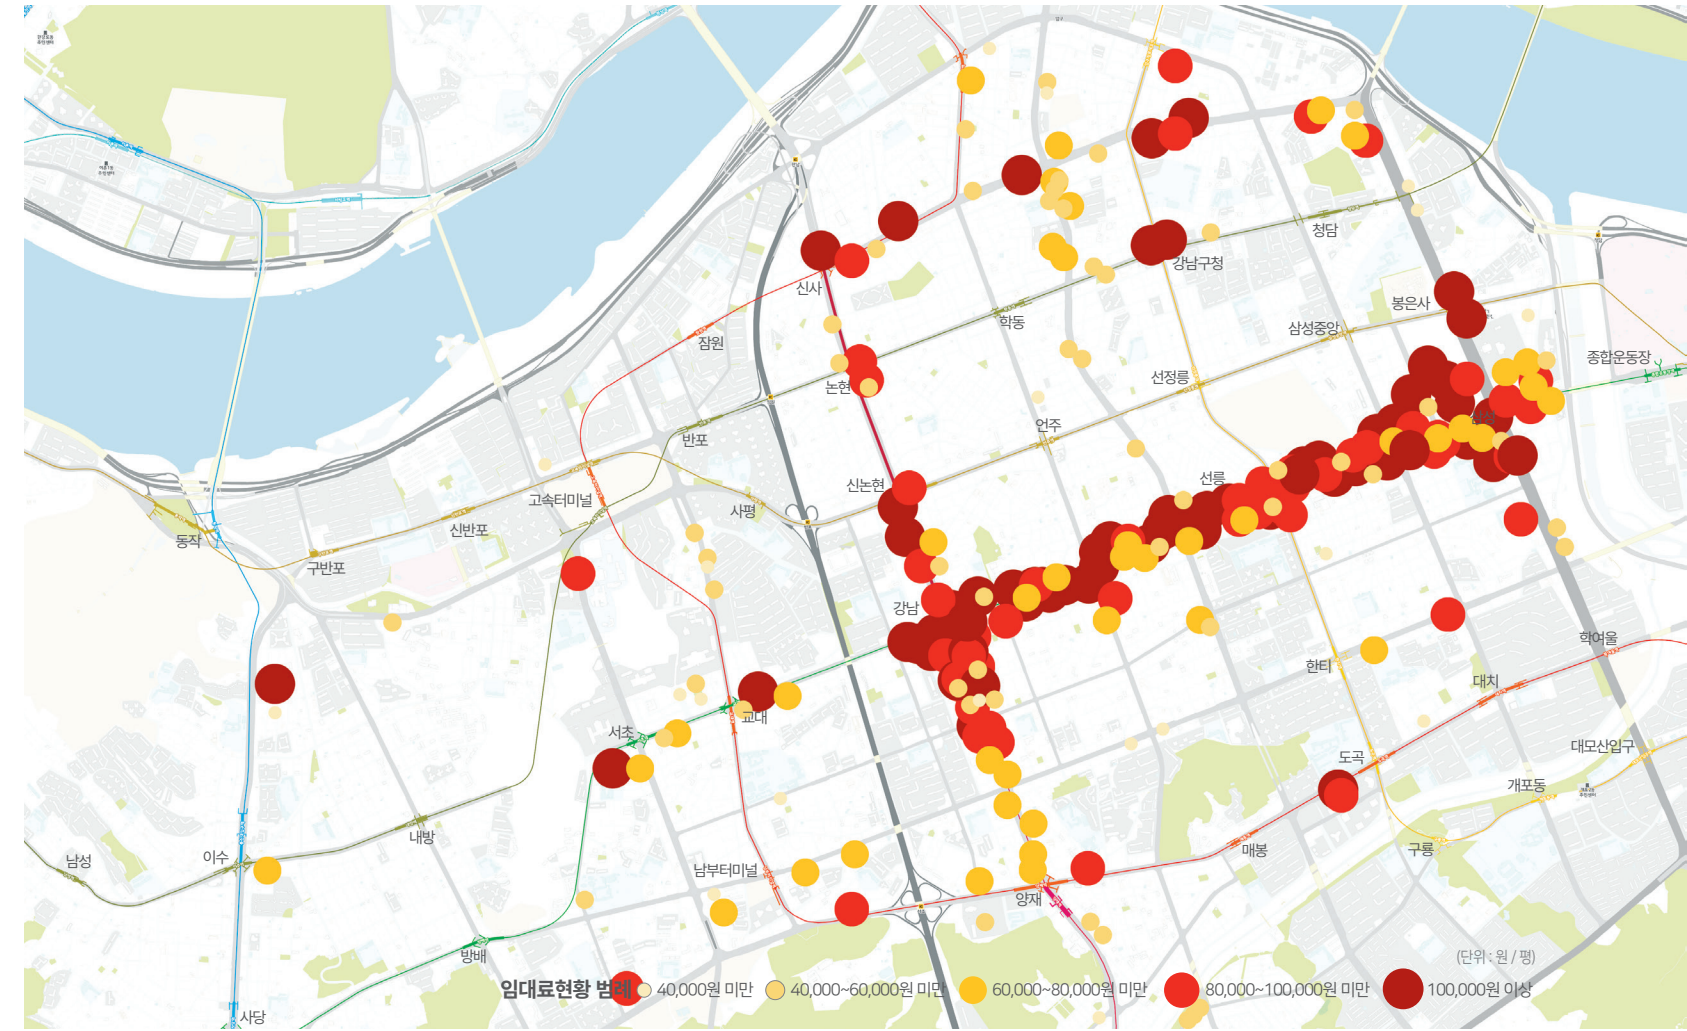 신사
잠원
논현
반포
학동
강남구청
청담
봉은사
삼성중앙
종합운동장
선정릉
언주
삼성
신논현
선릉
고속터미널
사평
신반포
동작
구반포
강남
학여울
한티
대치
교대
서초
대모산입구
도곡
개포동
내방
이수
남성
매봉
구룡
남부터미널
양재
방배
사당
(단위 : 원 / 평)
임대료현황 범례
40,000원 미만
40,000~60,000원 미만
60,000~80,000원 미만
80,000~100,000원 미만
100,000원 이상